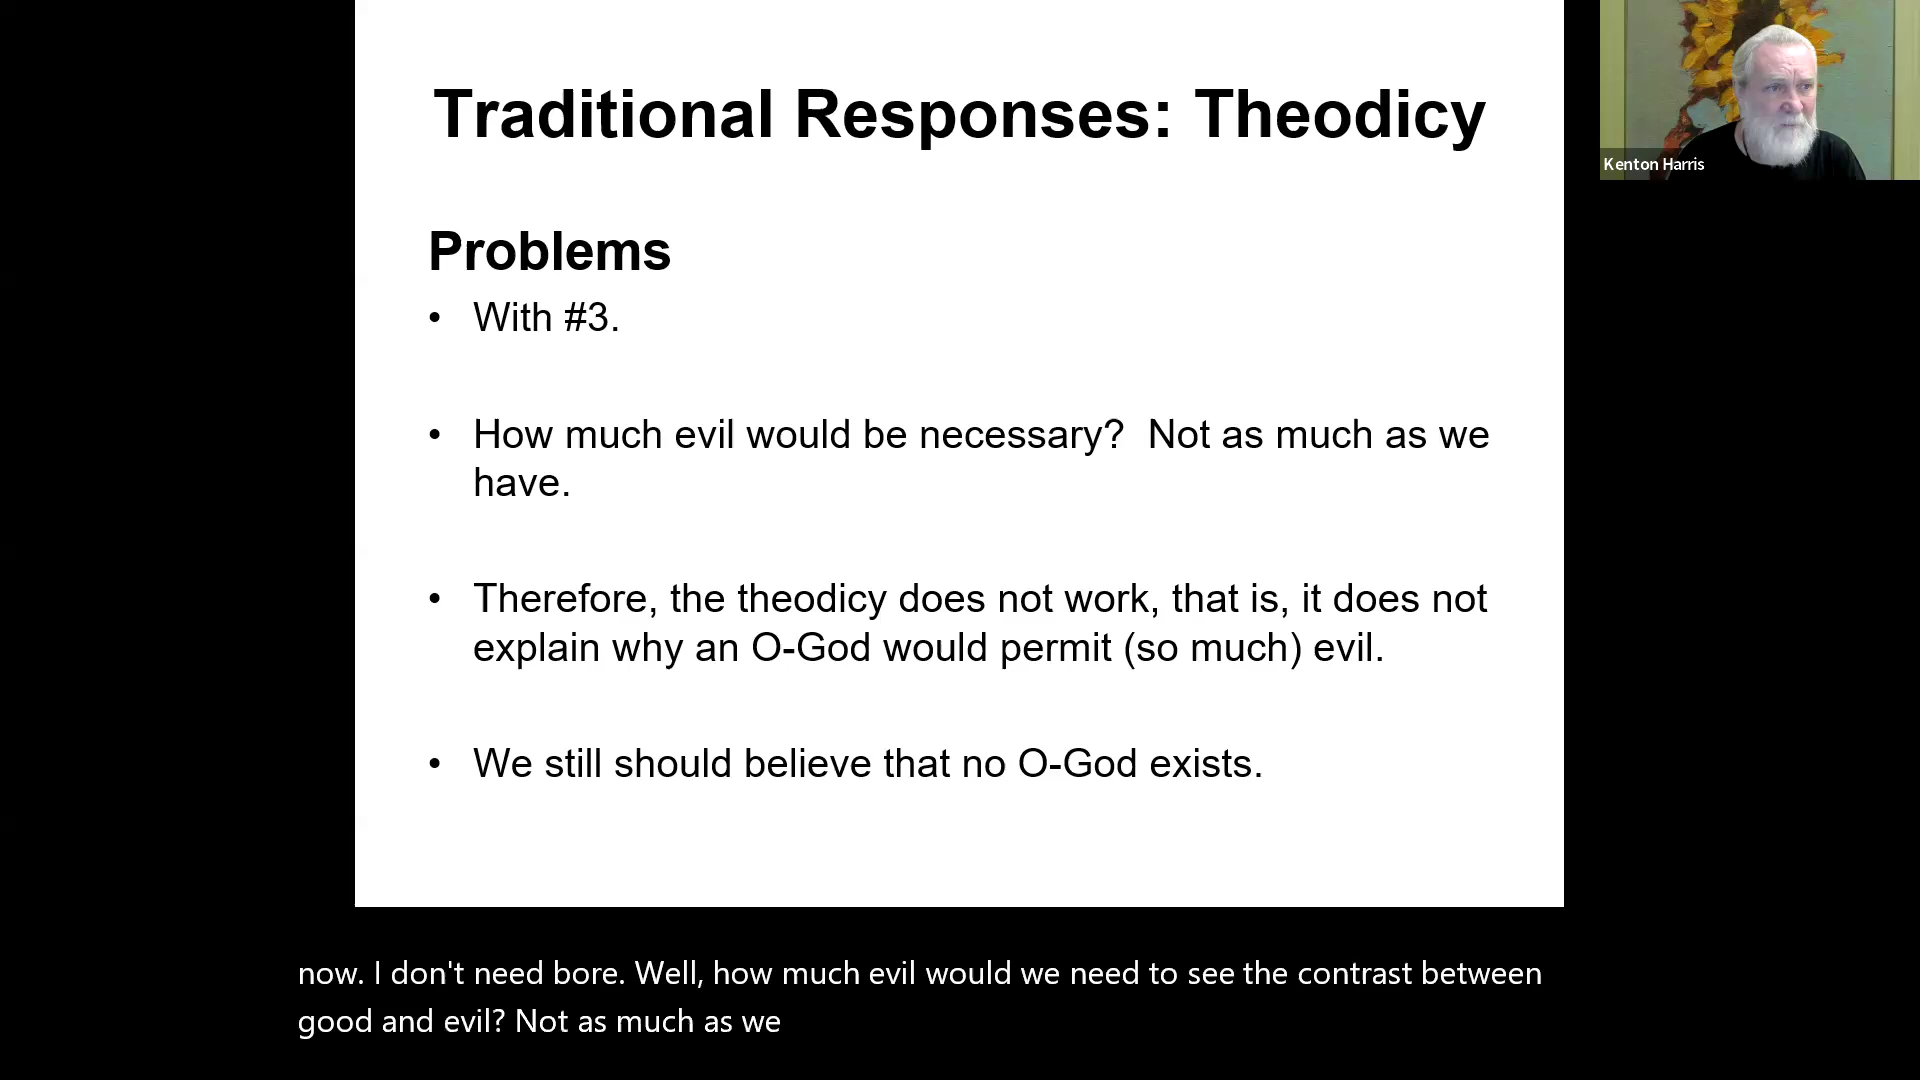 Traditional Responses: Theodicy
Kenton Harris
Problems
• With #3.
• How much evil would be necessary?  Not as much as we
have.
• Therefore, the theodicy does not work, that is, it does not
explain why an O-God would permit (so much) evil.
• We still should believe that no O-God exists.
now. I don't need bore. Well, how much evil would we need to see the contrast between
good and evil? Not as much as we